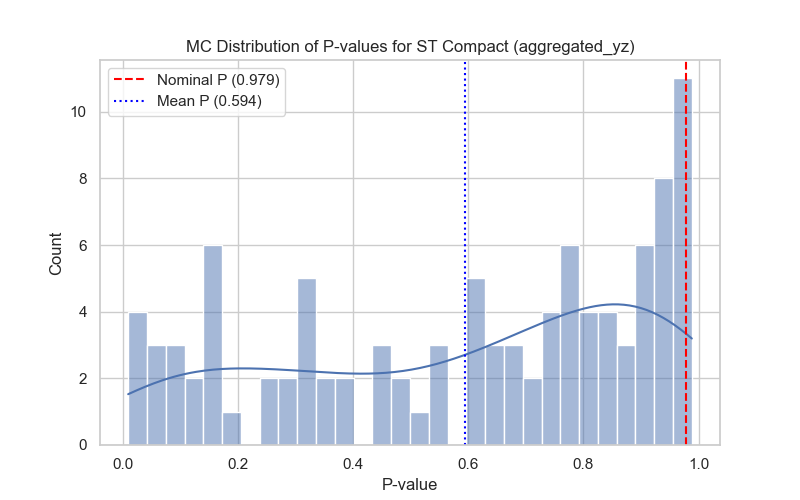 MC Distribution of P-values for ST Compact (aggregated_yz)
Nominal P (0.979)
Mean P (0.594)
10
8
6
4
2
0
Count
0.0 0.2 0.4 0.6 0.8 1.0
P-value